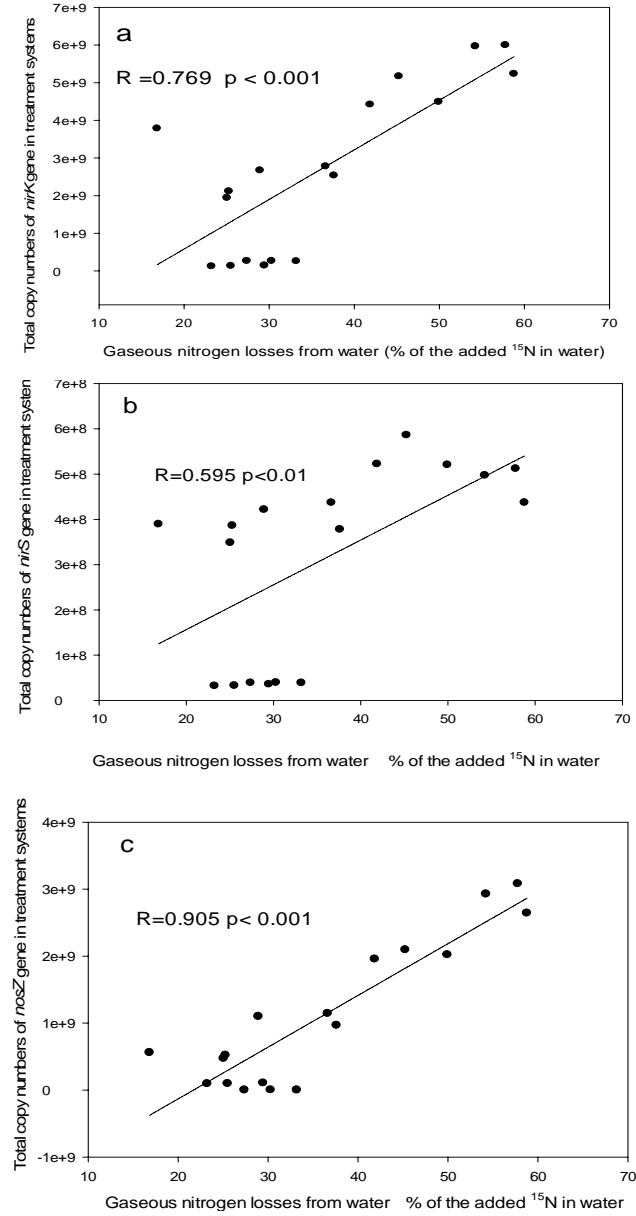 7e+9
a
6e+9
R =0.769 p < 0.001
5e+9
4e+9
3e+9
2e+9
1e+9
0
10 20 30 40 50 60 70
Total copy numbers of nirK gene in treatment systems
Gaseous nitrogen losses from water (% of the added ¹⁵N in water)
7e+8
b
6e+8
R=0.595 p<0.01
5e+8
4e+8
3e+8
2e+8
1e+8
0
10 20 30 40 50 60 70
Total copy numbers of nirS gene in treatment systen
Gaseous nitrogen losses from water % of the added ¹⁵N in water
4e+9
c
3e+9
R=0.905 p< 0.001
2e+9
1e+9
0
-1e+9
10 20 30 40 50 60 70
Total copy numbers of nosZ gene in treatment systems
Gaseous nitrogen losses from water % of the added ¹⁵N in water